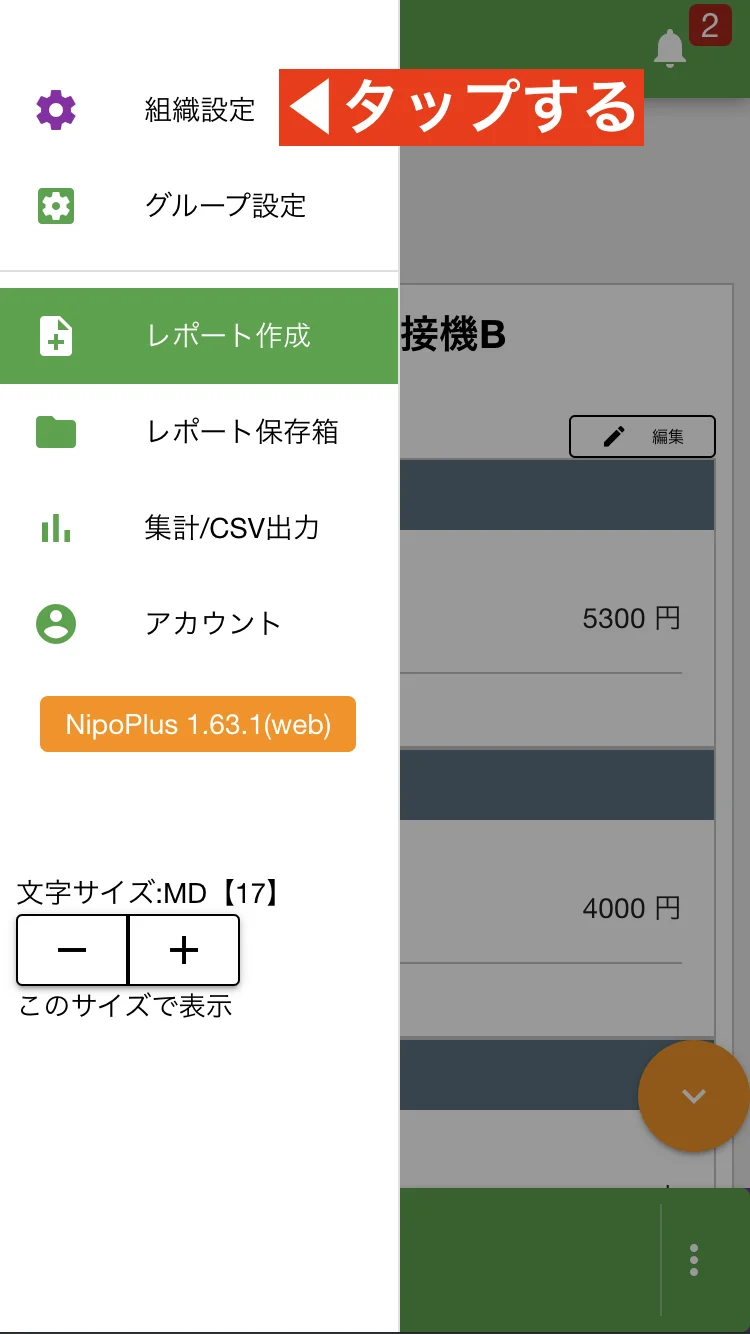 2
組織設定
◀タップする
グループ設定
レポート作成
接機B
レポート保存箱
編集
集計/CSV出力
5300 円
アカウント
NipoPlus 1.63.1(web)
4000 円
文字サイズ:MD【17】
このサイズで表示